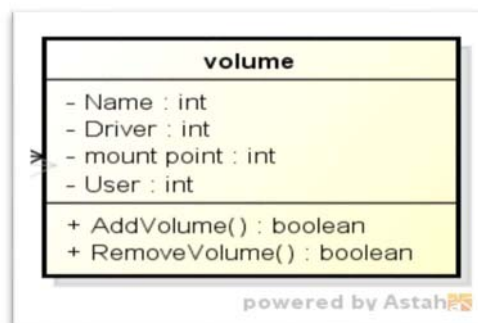 volume
- Name : int
- Driver : int
- mount point : int
- User : int
+ AddVolume() : boolean
+ RemoveVolume() : boolean
powered by Astah